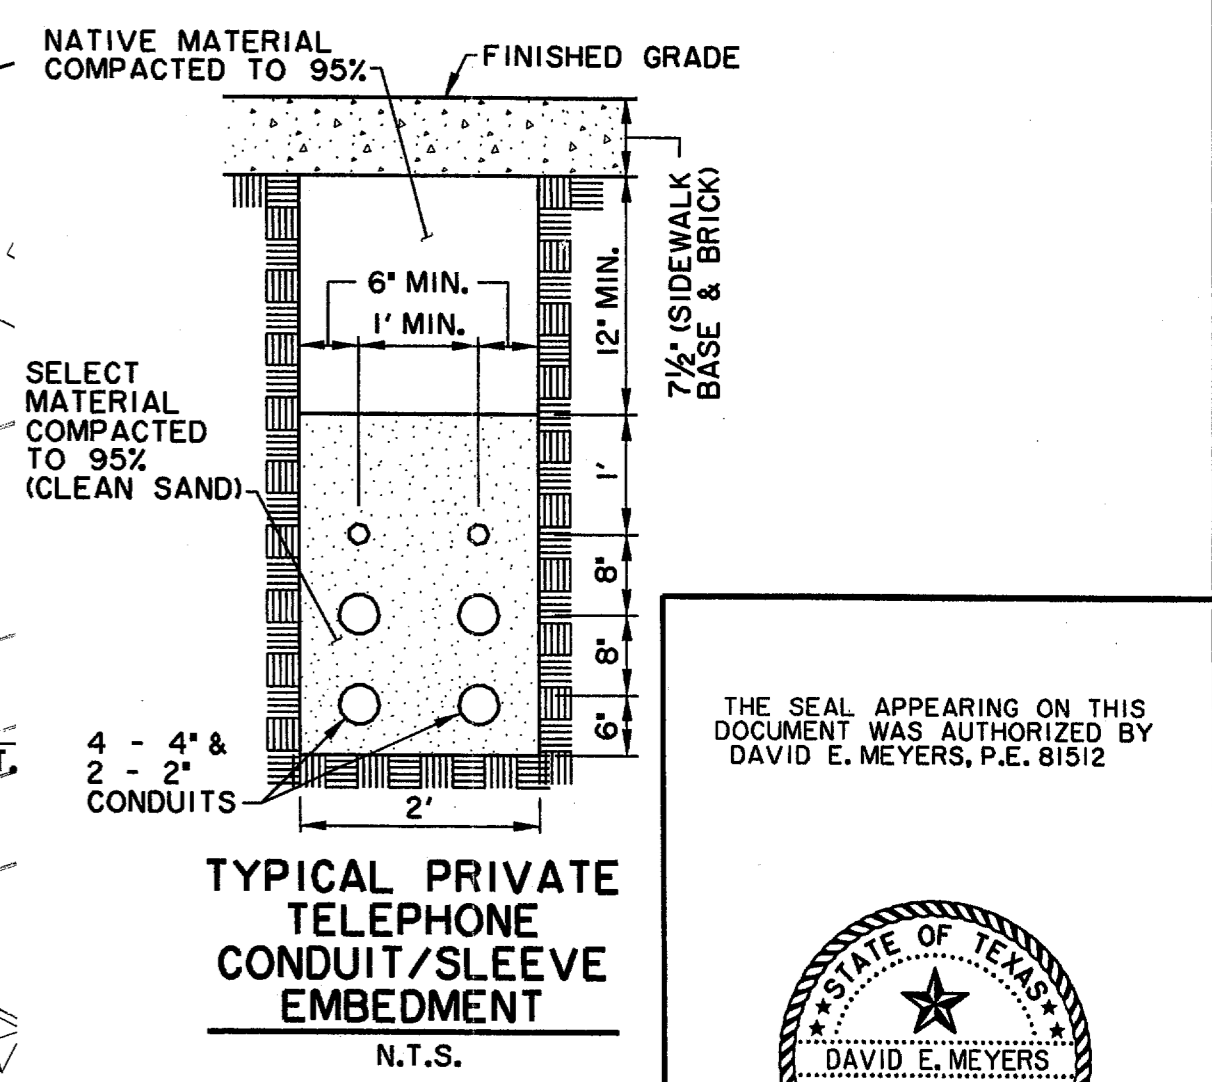 NATIVE MATERIAL
COMPACTED TO 95%
FINISHED GRADE
7½" (SIDEWALK
BASE & BRICK)
12" MIN.
6" MIN.
1' MIN.
SELECT
MATERIAL
COMPACTED
TO 95%
(CLEAN SAND)
1'
8"
8"
6"
4 - 4" &
2 - 2"
CONDUITS
2'
TYPICAL PRIVATE
TELEPHONE
CONDUIT/SLEEVE
EMBEDMENT
N.T.S.
THE SEAL APPEARING ON THIS
DOCUMENT WAS AUTHORIZED BY
DAVID E. MEYERS, P.E. 81512
STATE OF TEXAS
DAVID E. MEYERS